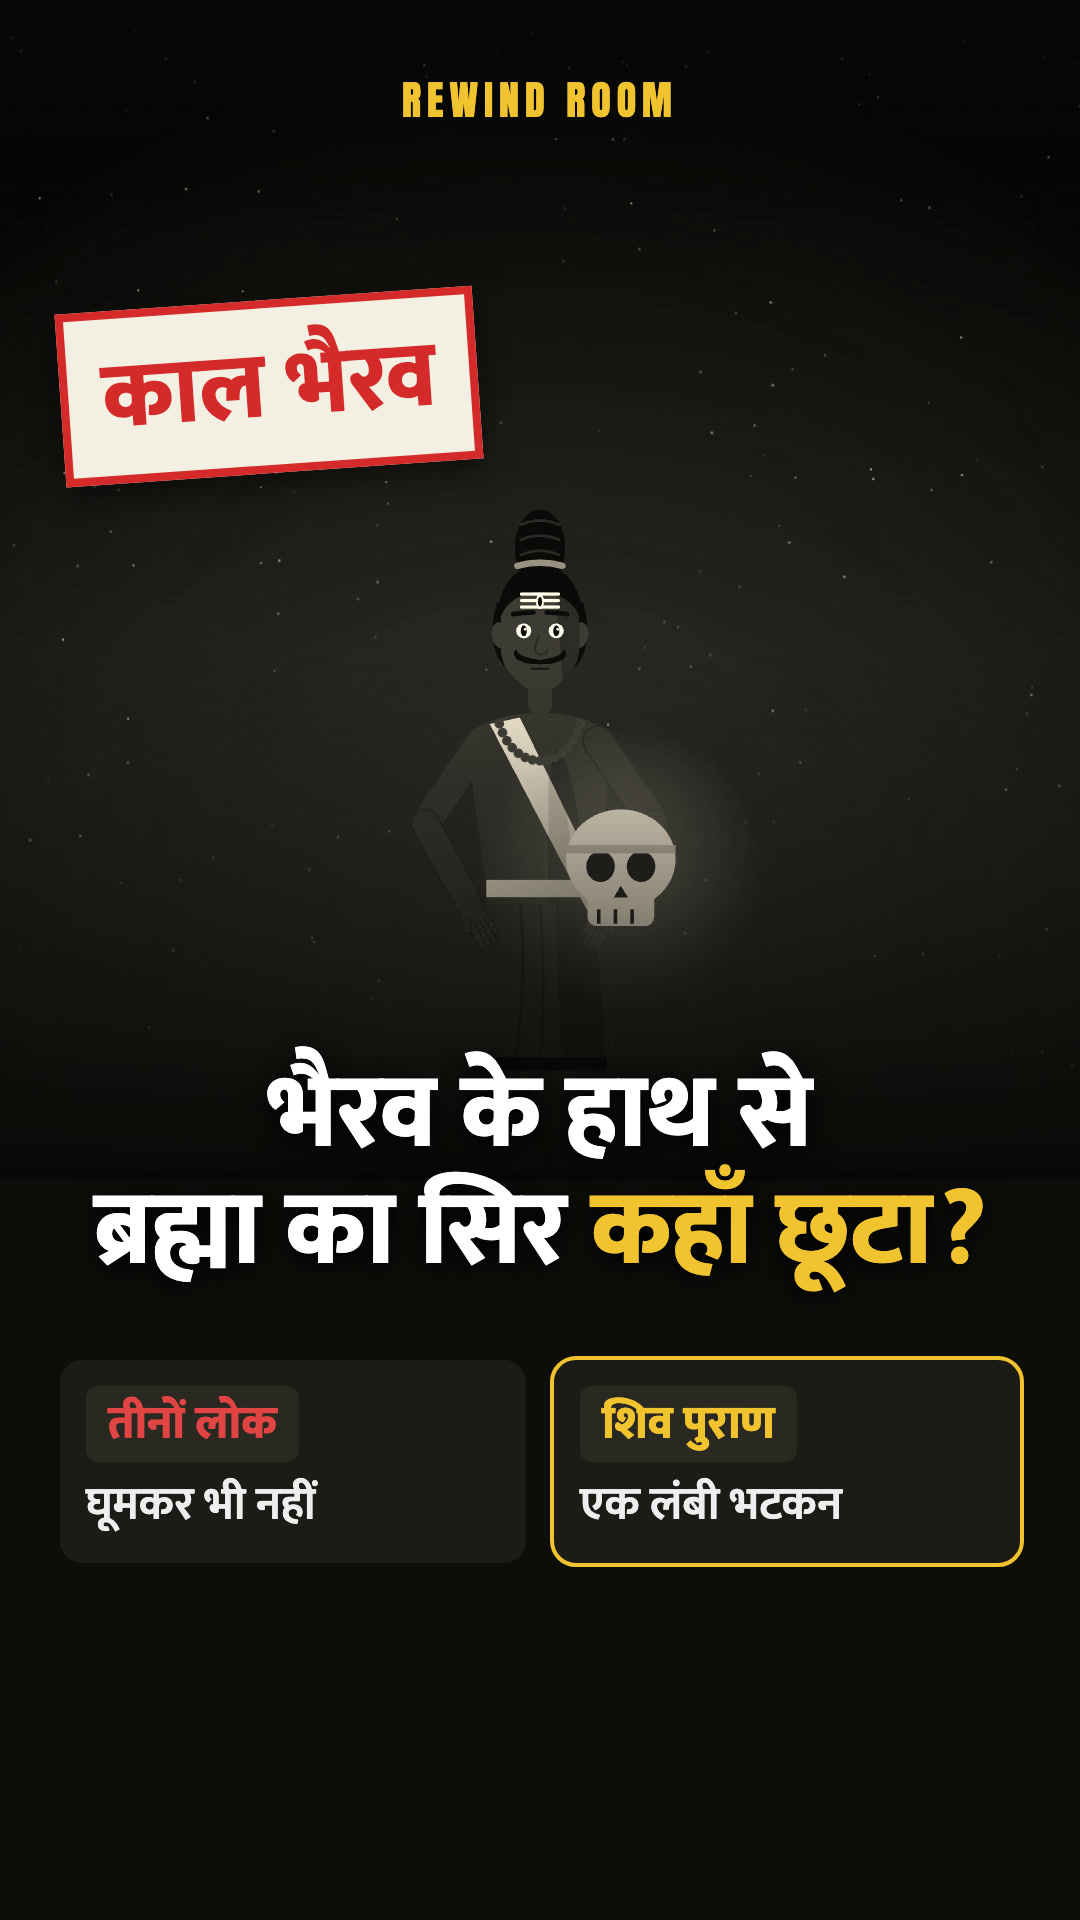 REWIND ROOM
काल भैरव
भैरव के हाथ से
ब्रह्मा का सिर कहाँ छूटा?
तीनों लोक
घूमकर भी नहीं
शिव पुराण
एक लंबी भटकन